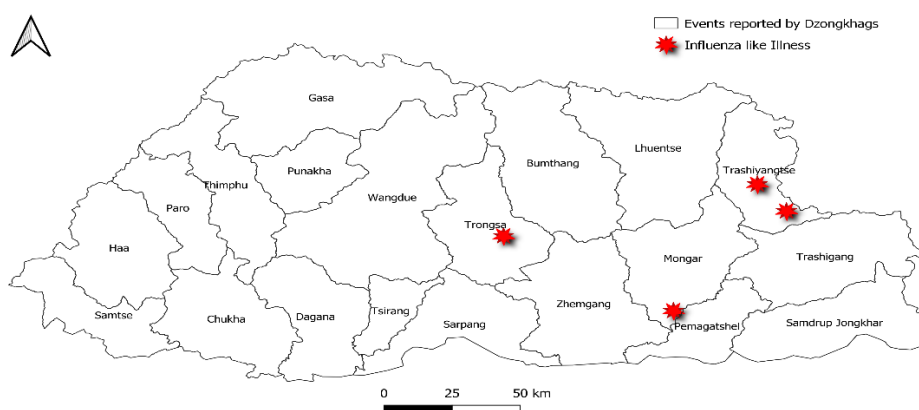 Events reported by Dzongkhags
Influenza like Illness
Gasa
Punakha
Thimphu
Paro
Haa
Samtse
Chukha
Dagana
Tsirang
Wangdue
Trongsa
Bumthang
Lhuentse
Trashiyangtse
Mongar
Trashigang
Zhemgang
Sarpang
Pemagatshel
Samdrup Jongkhar
0 25 50 km